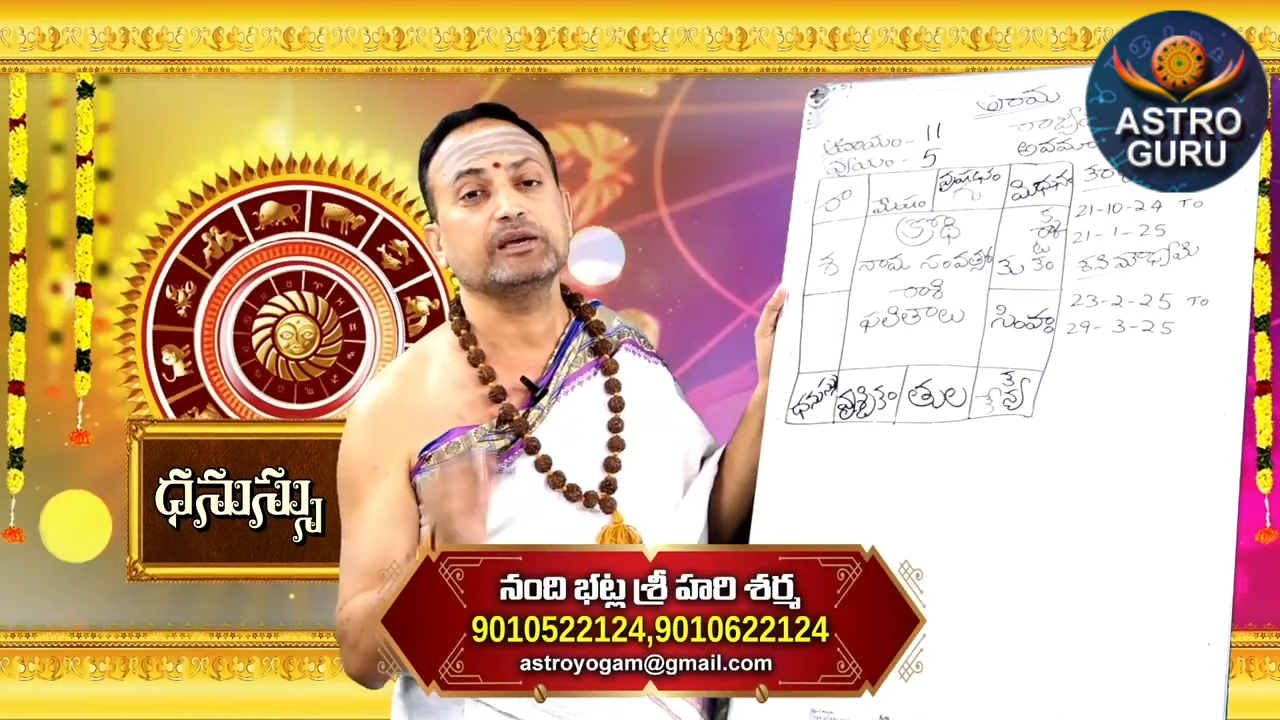 ASTRO
GURU
ఆదాయం - 11
వ్యయం - 5
రా
మేషం
వృషభం
మిథున
21-10-24 TO
21-1-25
క్రోధి
శ
నామ సంవత్స
రాశి
ఫలితాలు
సింహ
23-2-25 TO
29-3-25
ధనుస్సు
వృశ్చికం
తుల
ధనుస్సు
నంది భట్ల శ్రీ హరి శర్మ
9010522124,9010622124
astroyogam@gmail.com